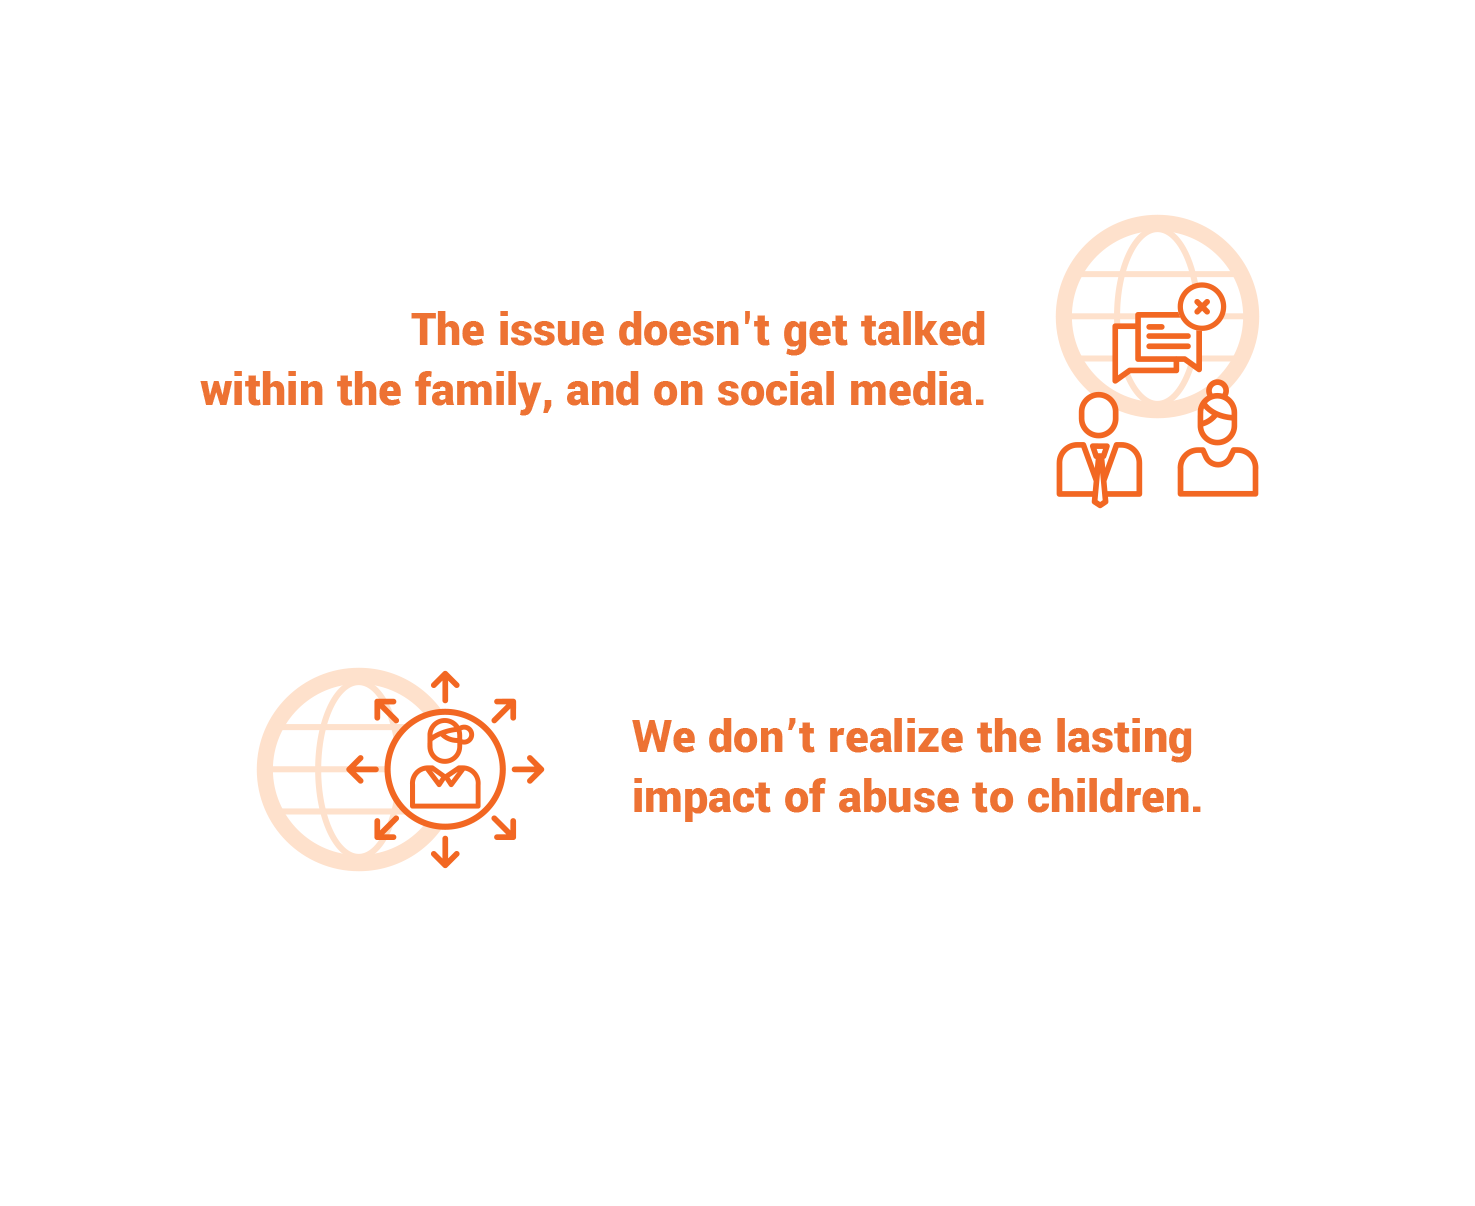 The issue doesn't get talked
within the family, and on social media.
We don’t realize the lasting
impact of abuse to children.